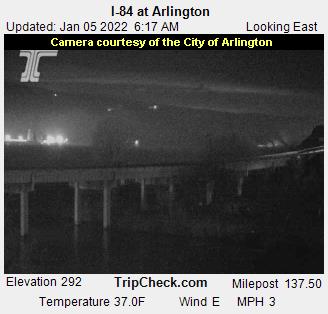 I-84 at Arlington
Updated: Jan 05 2022 6:17 AM Looking East
Camera courtesy of the City of Arlington
Elevation 292 TripCheck.com Milepost 137.50
Temperature 37.0F Wind E MPH 3